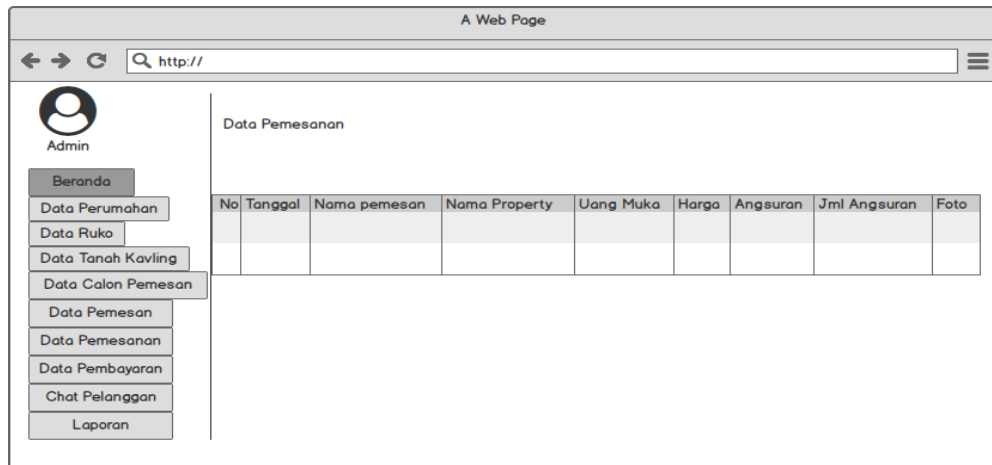 A Web Page
http://
Admin
Data Pemesanan
Beranda
Data Perumahan
Data Ruko
Data Tanah Kavling
Data Calon Pemesan
Data Pemesan
Data Pemesanan
Data Pembayaran
Chat Pelanggan
Laporan
No Tanggal Nama pemesan Nama Property Uang Muka Harga Angsuran Jml Angsuran Foto